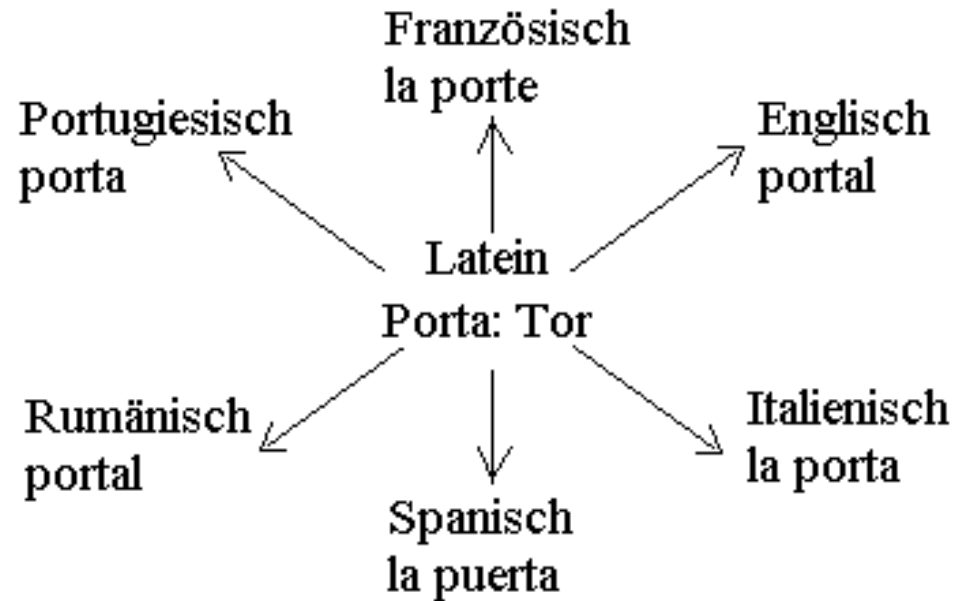 Französisch
la porte
Portugiesisch
porta
Englisch
portal
Latein
Porta: Tor
Rumänisch
portal
Italienisch
la porta
Spanisch
la puerta